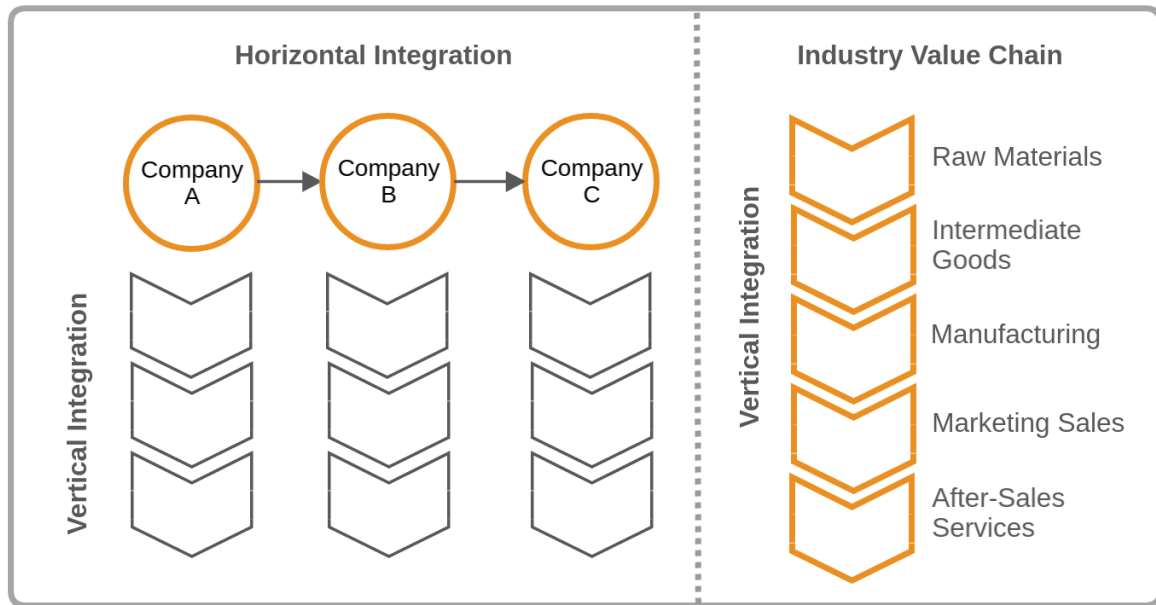 Horizontal Integration
Company
A
Company
B
Company
C
Vertical Integration
Industry Value Chain
Vertical Integration
Raw Materials
Intermediate
Goods
Manufacturing
Marketing Sales
After-Sales
Services